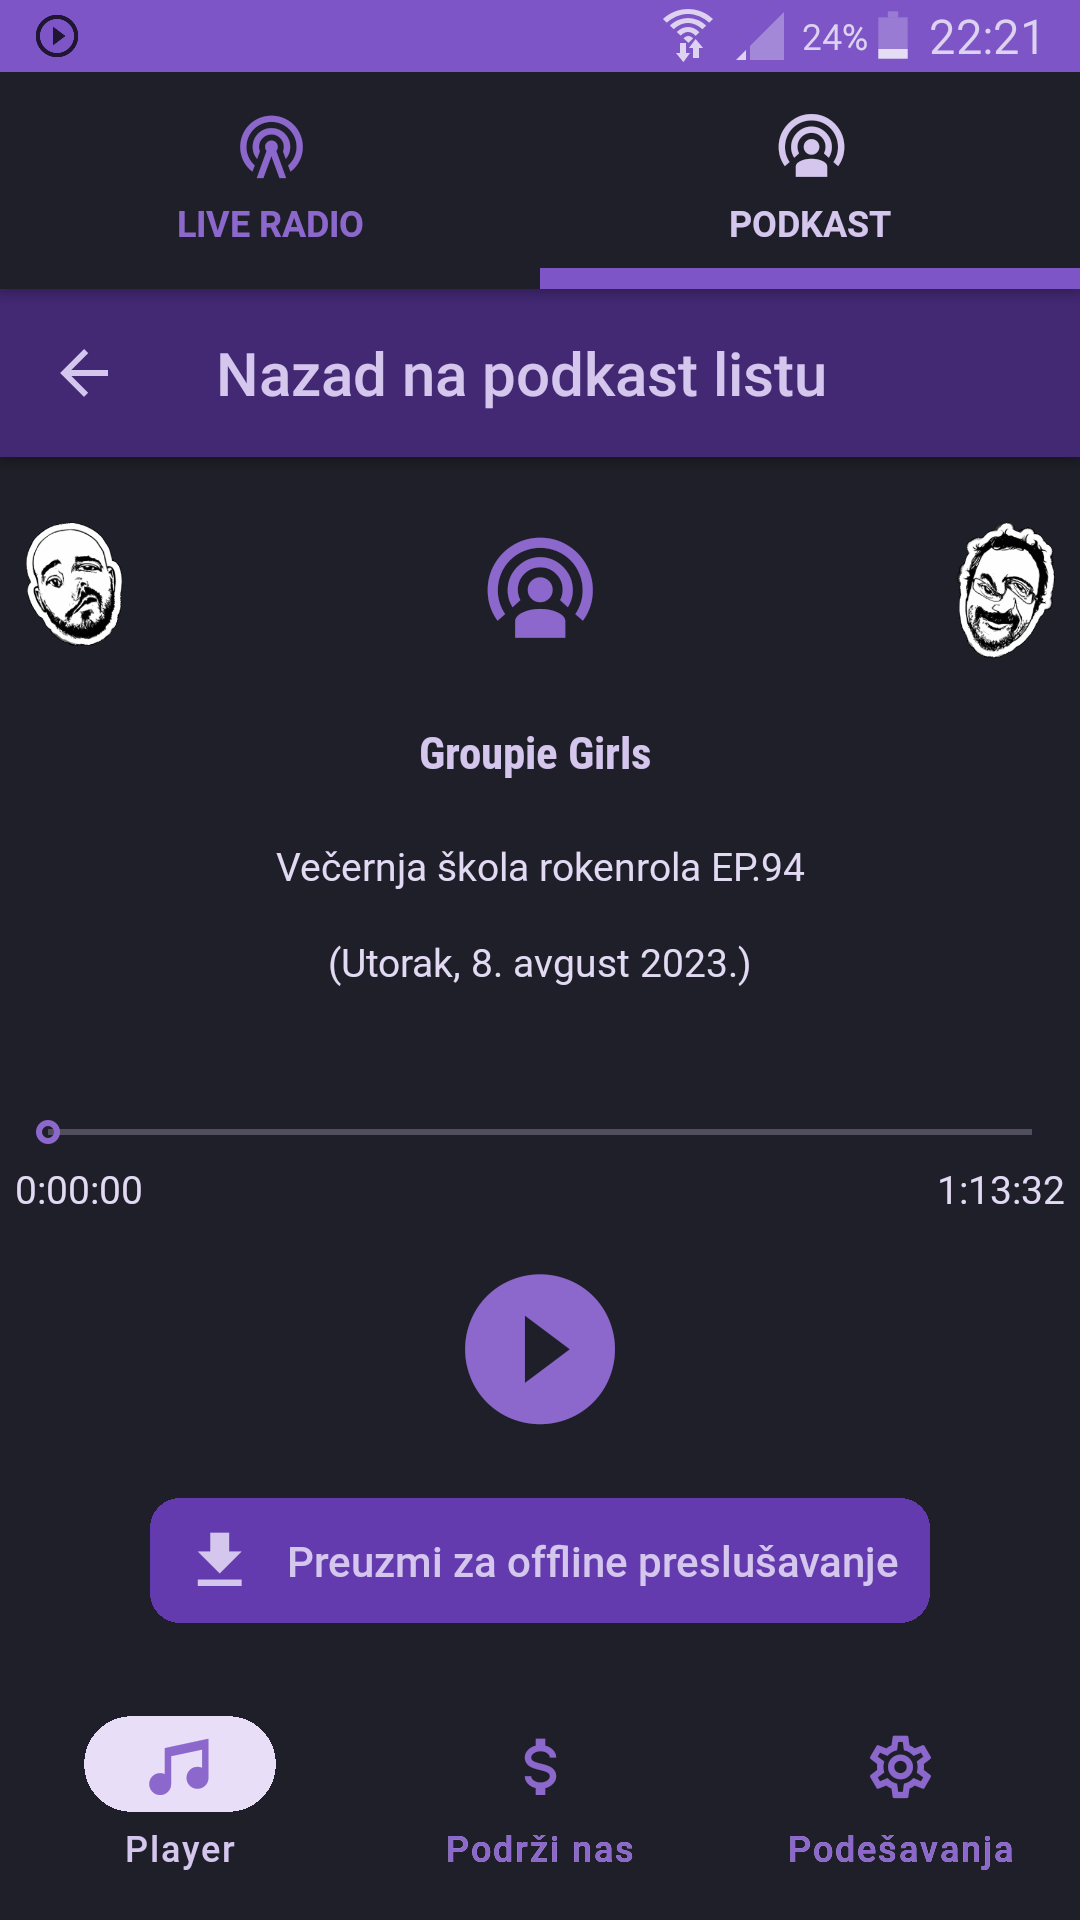 24% 22:21
LIVE RADIO PODKAST
Nazad na podkast listu
Groupie Girls
Večernja škola rokenrola EP.94
(Utorak, 8. avgust 2023.)
0:00:00 1:13:32
Preuzmi za offline preslušavanje
Player Podrži nas Podešavanja